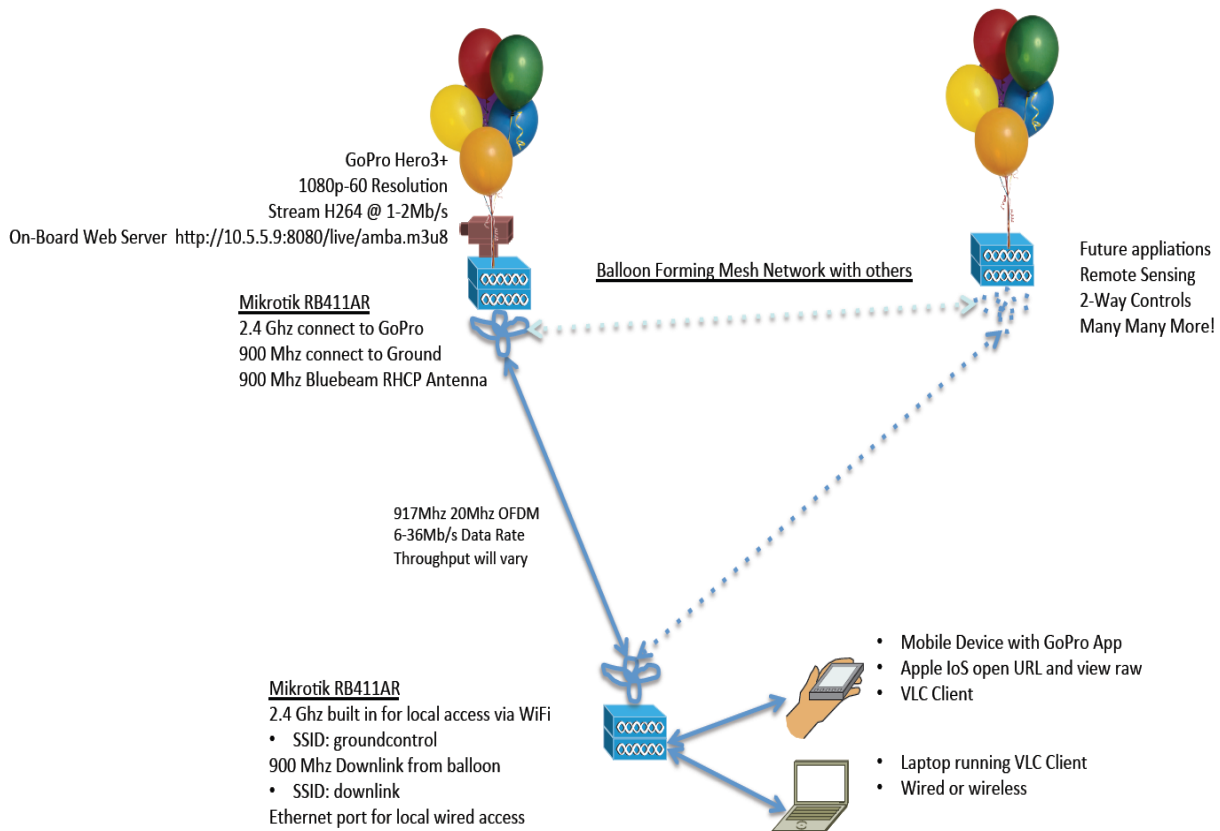 GoPro Hero3+
1080p-60 Resolution
Stream H264 @ 1-2Mb/s
On-Board Web Server http://10.5.5.9:8080/live/amba.m3u8
Mikrotik RB411AR
2.4 Ghz connect to GoPro
900 Mhz connect to Ground
900 Mhz Bluebeam RHCP Antenna
Balloon Forming Mesh Network with others
Future appliations
Remote Sensing
2-Way Controls
Many Many More!
917Mhz 20Mhz OFDM
6-36Mb/s Data Rate
Throughput will vary
Mikrotik RB411AR
2.4 Ghz built in for local access via WiFi
• SSID: groundcontrol
900 Mhz Downlink from balloon
• SSID: downlink
Ethernet port for local wired access
• Mobile Device with GoPro App
• Apple IoS open URL and view raw
• VLC Client
• Laptop running VLC Client
• Wired or wireless